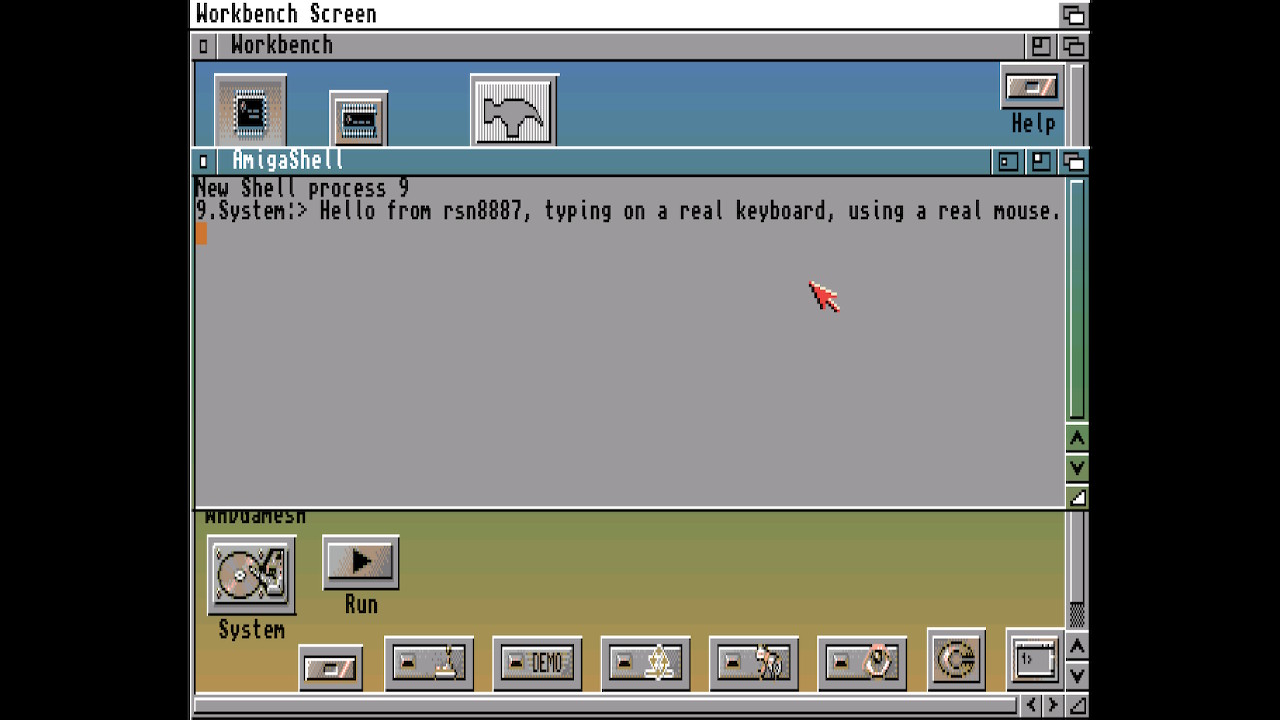 Workbench Screen
Workbench
Help
AmigaShell
New Shell process 9
9.System:> Hello from rsn8887, typing on a real keyboard, using a real mouse.
System
Run
DEMO
1>